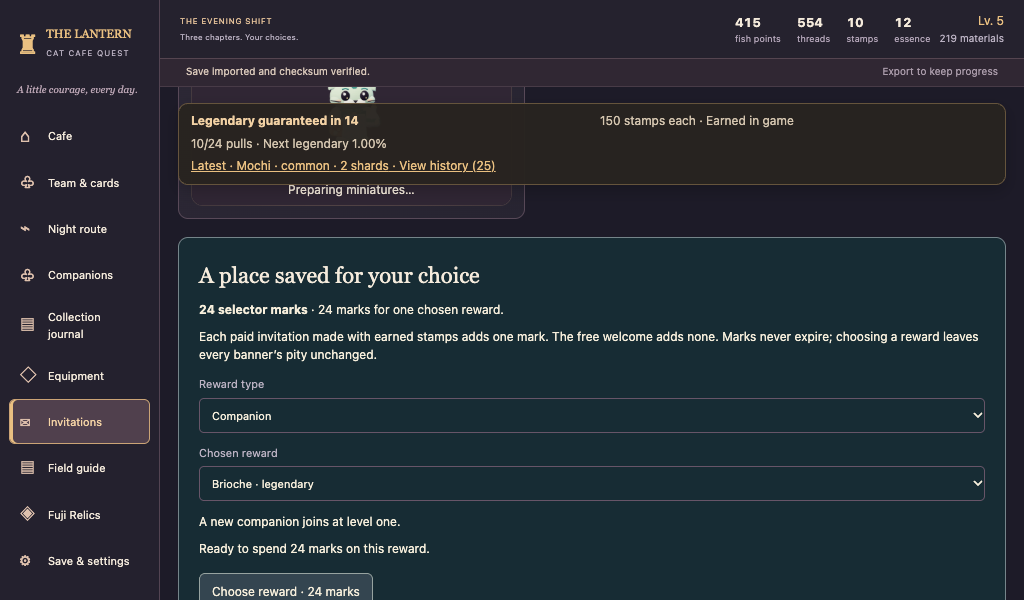 THE LANTERN
CAT CAFE QUEST
A little courage, every day.
Cafe
Team & cards
Night route
Companions
Collection
journal
Equipment
Invitations
Field guide
Fuji Relics
Save & settings
THE EVENING SHIFT
Three chapters. Your choices.
415
fish points
554
threads
10
stamps
12
essence
Lv. 5
219 materials
Save imported and checksum verified.
Export to keep progress
Legendary guaranteed in 14
150 stamps each · Earned in game
10/24 pulls · Next legendary 1.00%
Latest · Mochi · common · 2 shards · View history (25)
Preparing miniatures...
A place saved for your choice
24 selector marks · 24 marks for one chosen reward.
Each paid invitation made with earned stamps adds one mark. The free welcome adds none. Marks never expire; choosing a reward leaves
every banner's pity unchanged.
Reward type
Companion
Chosen reward
Brioche · legendary
A new companion joins at level one.
Ready to spend 24 marks on this reward.
Choose reward · 24 marks